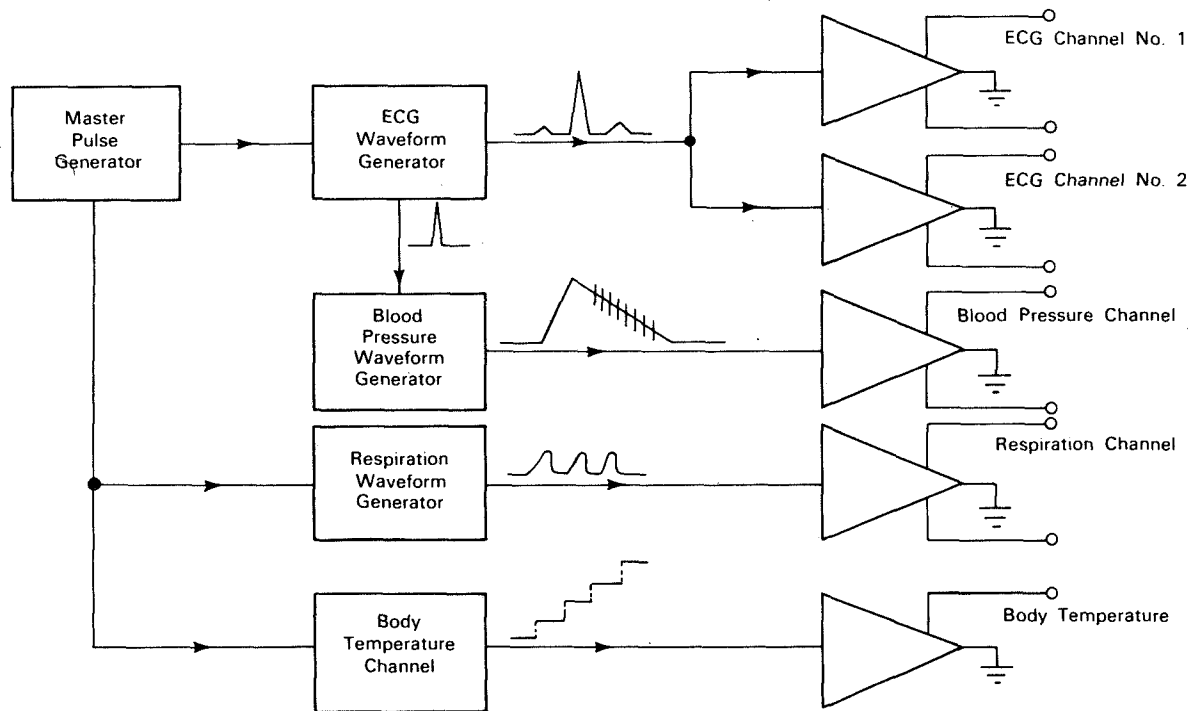 Master
Pulse
Generator
ECG
Waveform
Generator
ECG Channel No. 1
ECG Channel No. 2
Blood
Pressure
Waveform
Generator
Blood Pressure Channel
Respiration
Waveform
Generator
Respiration Channel
Body
Temperature
Channel
Body Temperature